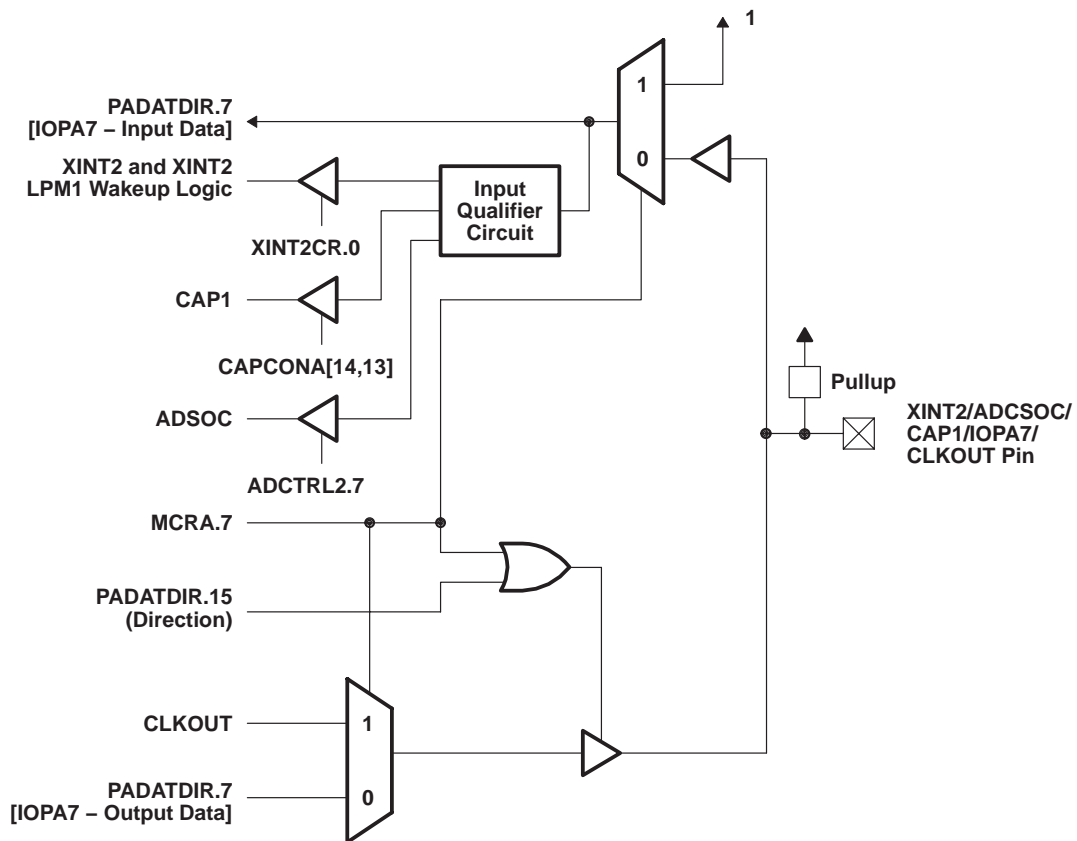 1
PADATDIR.7
[IOPA7 – Input Data]
1
0
XINT2 and XINT2
LPM1 Wakeup Logic
Input
Qualifier
Circuit
XINT2CR.0
CAP1
CAPCONA[14,13]
Pullup
ADSOC
XINT2/ADCSOC/
CAP1/IOPA7/
CLKOUT Pin
ADCTRL2.7
MCRA.7
PADATDIR.15
(Direction)
CLKOUT
1
PADATDIR.7
[IOPA7 – Output Data]
0